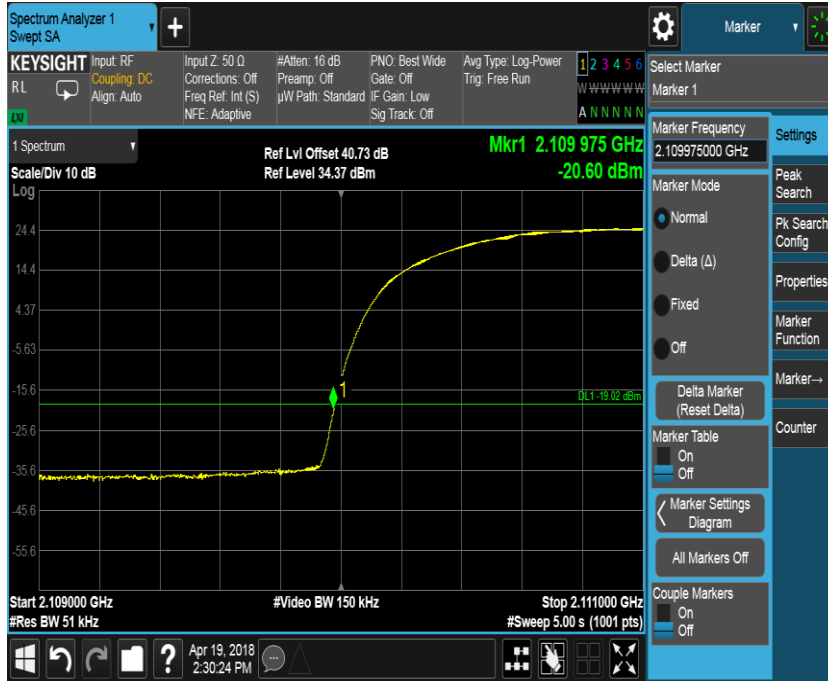 Spectrum Analyzer 1
Swept SA
+
Marker
KEYSIGHT
RL
LXI
Input: RF
Coupling: DC
Align: Auto
Input Z: 50 Ω
Corrections: Off
Freq Ref: Int (S)
NFE: Adaptive
#Atten: 16 dB
Preamp: Off
µW Path: Standard
PNO: Best Wide
Gate: Off
IF Gain: Low
Sig Track: Off
Avg Type: Log-Power
Trig: Free Run
1 2 3 4 5 6
W W W W W W
A N N N N N
Select Marker
Marker 1
1 Spectrum
Scale/Div 10 dB
Log
Ref Lvl Offset 40.73 dB
Ref Level 34.37 dBm
Mkr1 2.109 975 GHz
-20.60 dBm
24.4
14.4
4.37
-5.63
-15.6
-25.6
-35.6
-45.6
-55.6
1
DL1 -19.02 dBm
Start 2.109000 GHz
#Res BW 51 kHz
#Video BW 150 kHz
Stop 2.111000 GHz
#Sweep 5.00 s (1001 pts)
Marker Frequency
2.109975000 GHz
Marker Mode
Normal
Delta (Δ)
Fixed
Off
Delta Marker
(Reset Delta)
Marker Table
On
Off
Marker Settings
Diagram
All Markers Off
Couple Markers
On
Off
Settings
Peak
Search
Pk Search
Config
Properties
Marker
Function
Marker→
Counter
?
Apr 19, 2018
2:30:24 PM